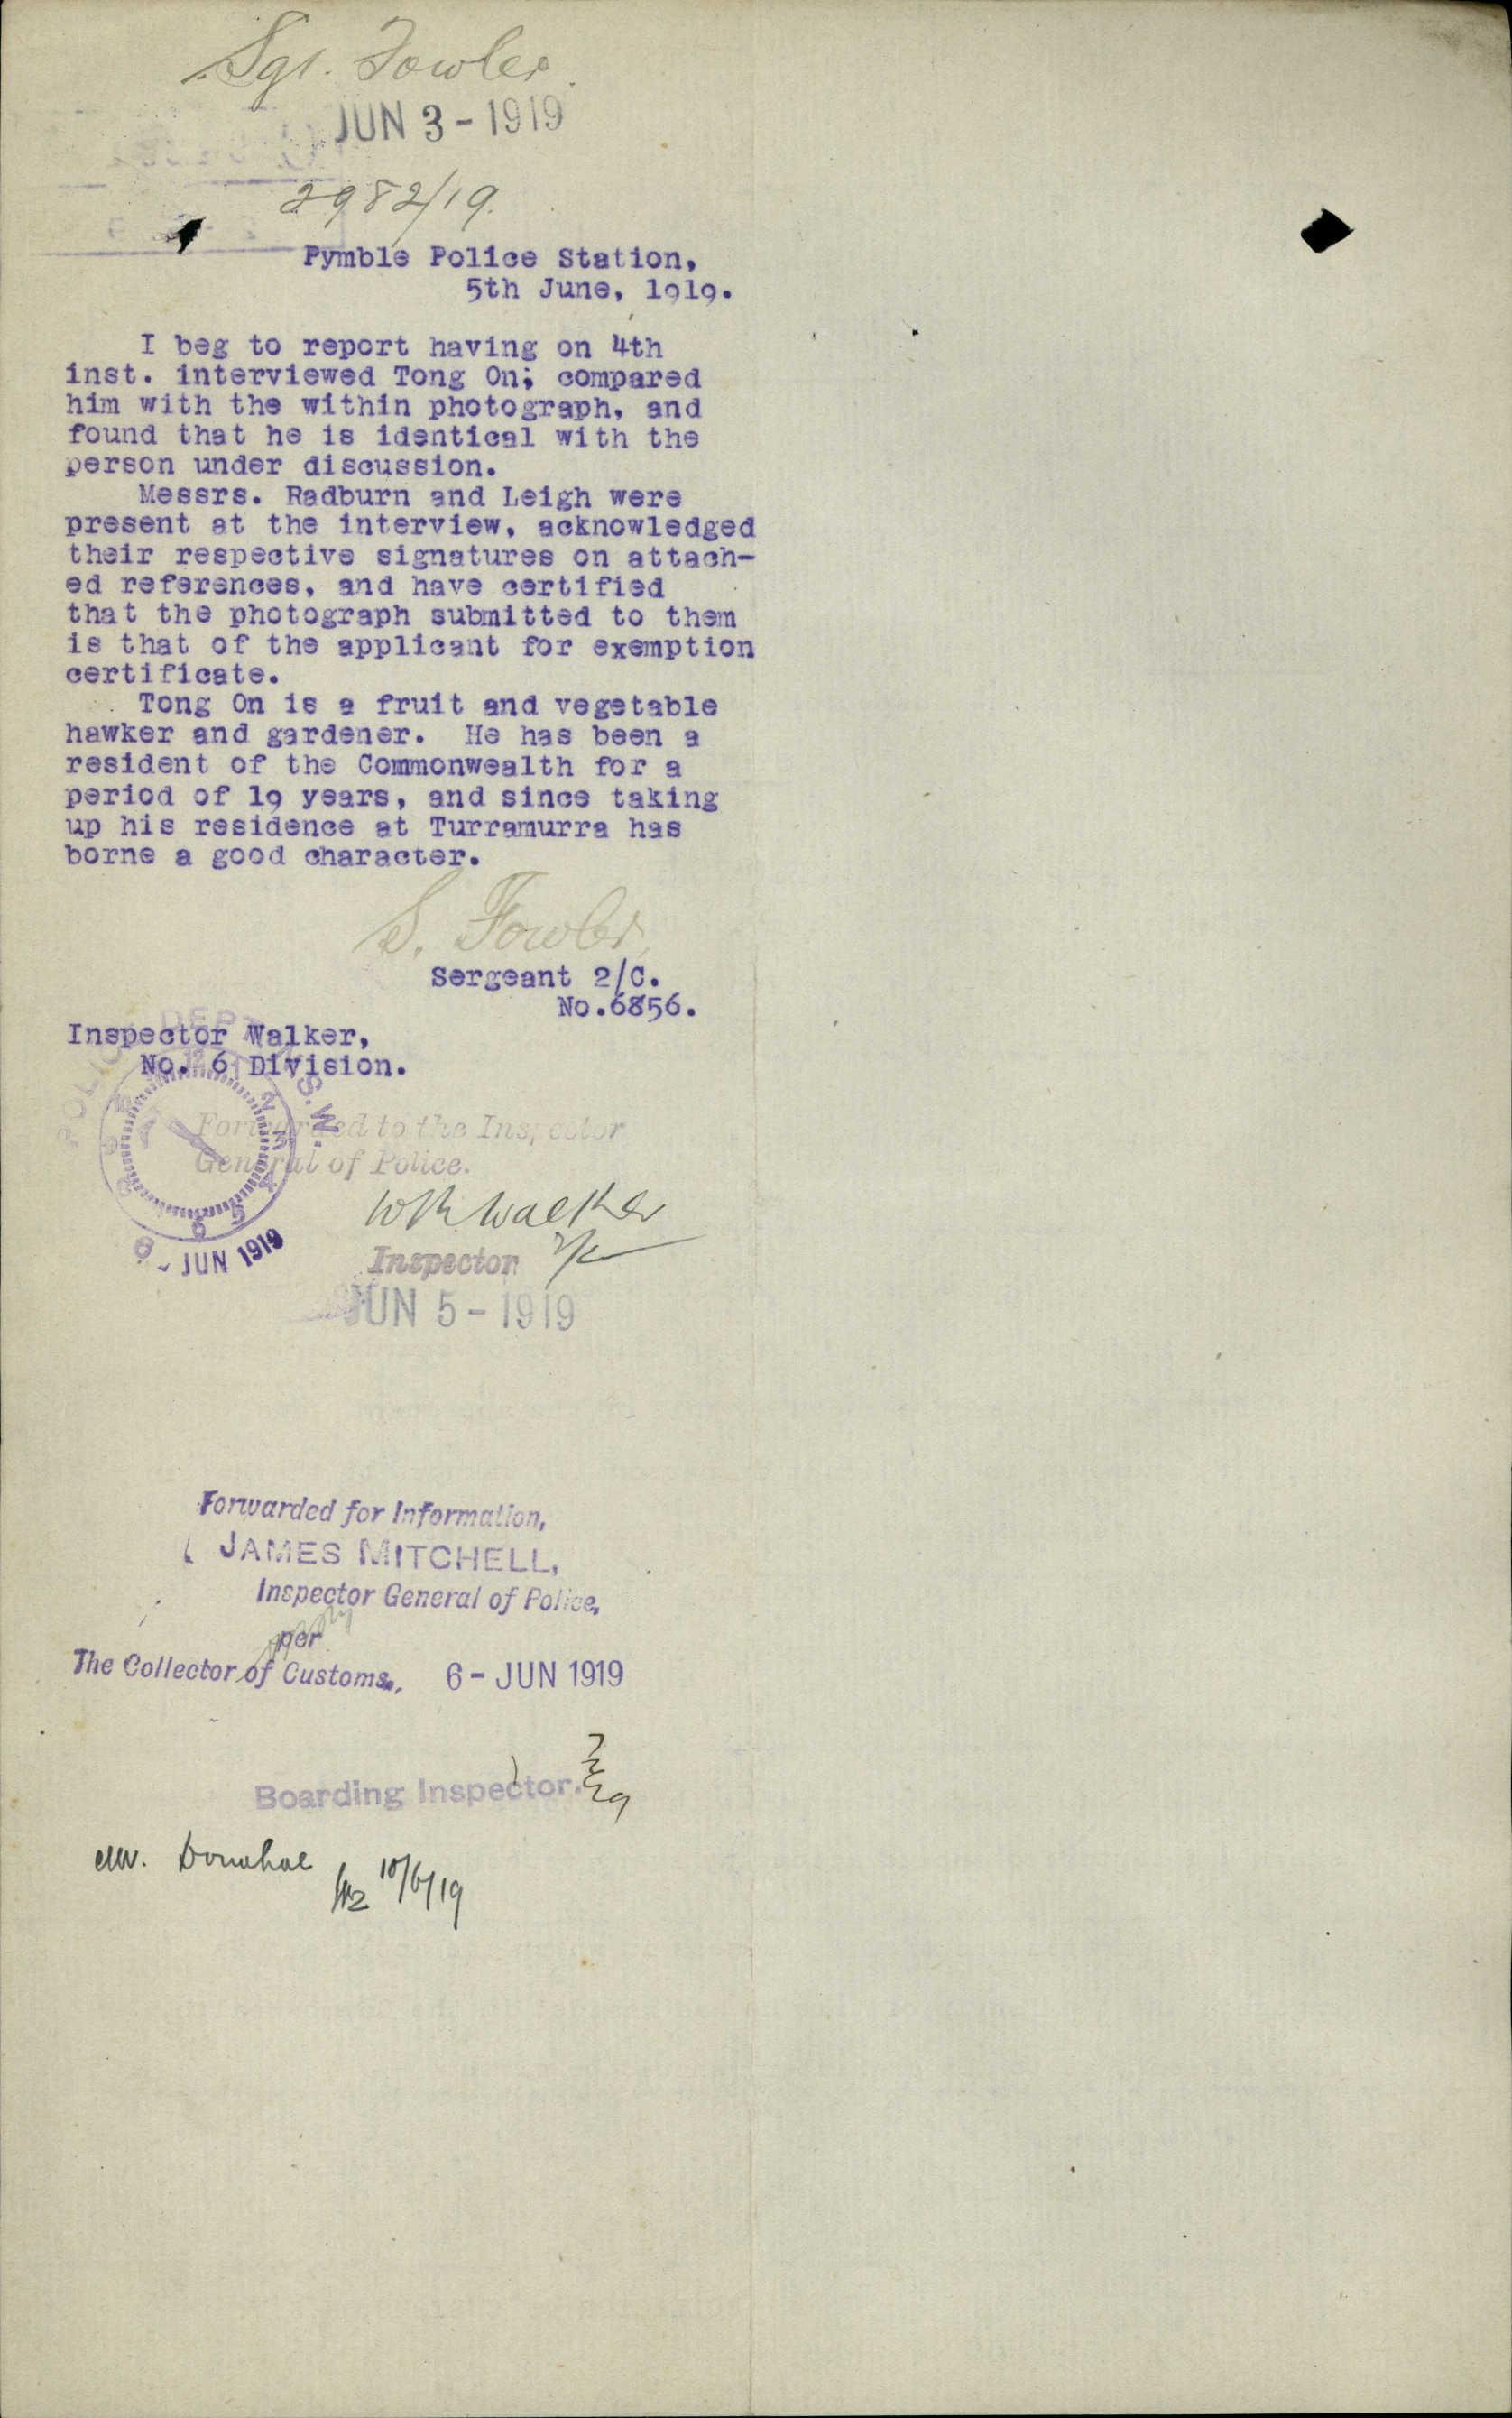 Sgt. Fowler.
JUN 3 - 1919
2982/19.
Pymble Police Station,
5th June, 1919.
I beg to report having on 4th
inst. interviewed Tong On; compared
him with the within photograph, and
found that he is identical with the
person under discussion.
Messrs. Radburn and Leigh were
present at the interview, acknowledged
their respective signatures on attach-
ed references, and have certified
that the photograph submitted to them
is that of the applicant for exemption
certificate.
Tong On is a fruit and vegetable
hawker and gardener. He has been a
resident of the Commonwealth for a
period of 19 years, and since taking
up his residence at Turramurra has
borne a good character.
S. Fowler
Sergeant 2/C.
No.6856.
Inspector Walker,
No. 6 Division.
POLICE DEPT N.S.W.
6 - JUN 1919
Forwarded to the Inspector
General of Police.
Walker
Inspector
JUN 5 - 1919
Forwarded for Information,
JAMES MITCHELL,
Inspector General of Police,
per
The Collector of Customs. 6 - JUN 1919
Boarding Inspector.
Mr. Donohoe
10/6/19